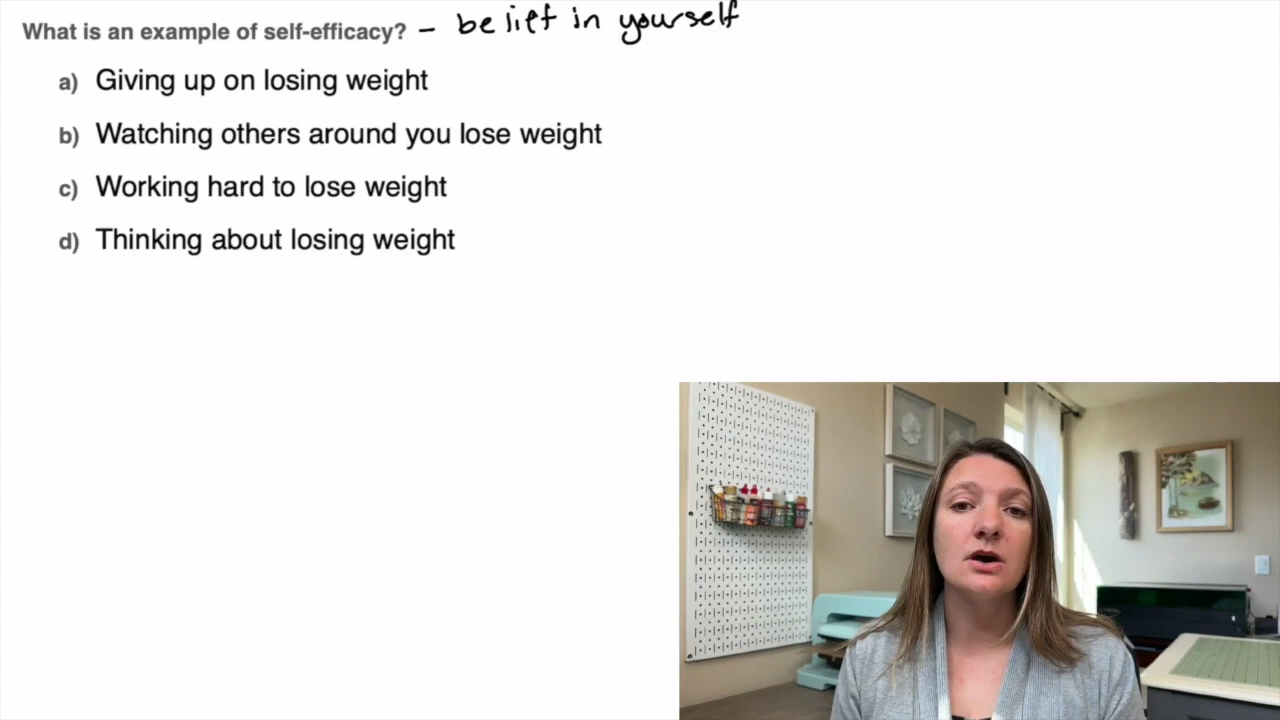 What is an example of self-efficacy? – belief in yourself
a) Giving up on losing weight
b) Watching others around you lose weight
c) Working hard to lose weight
d) Thinking about losing weight